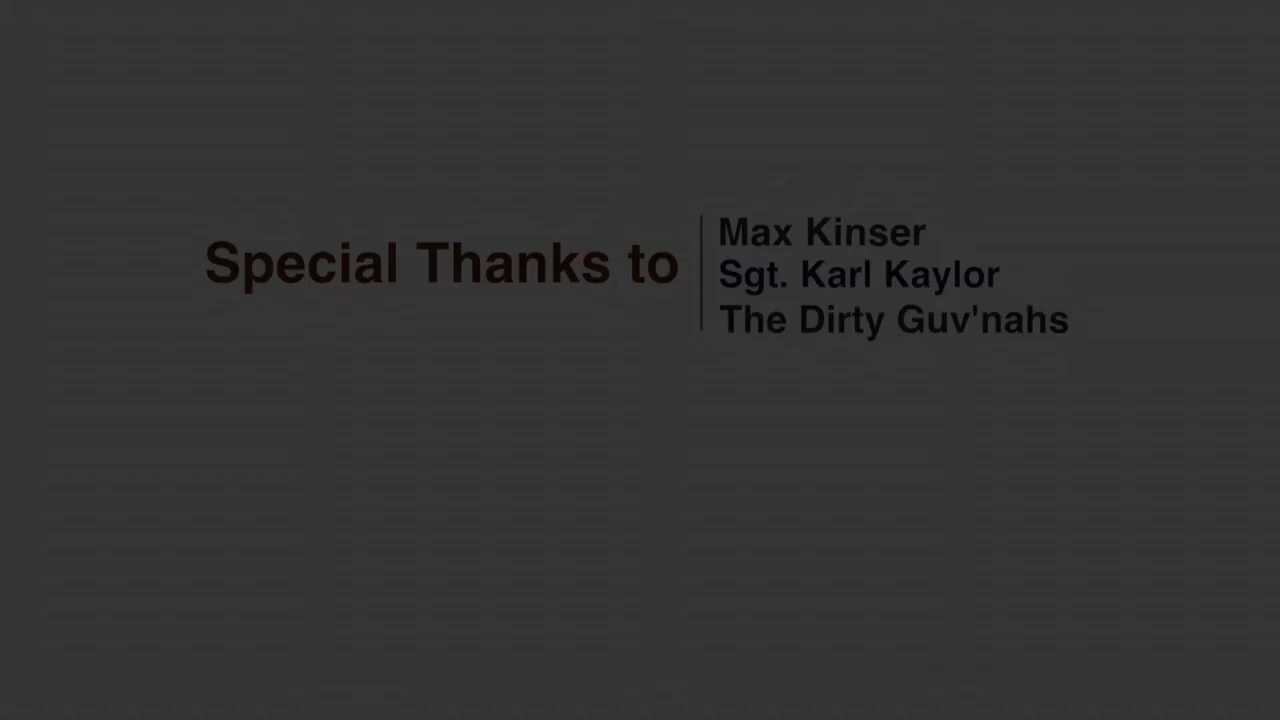 Special Thanks to
Max Kinser
Sgt. Karl Kaylor
The Dirty Guv'nahs